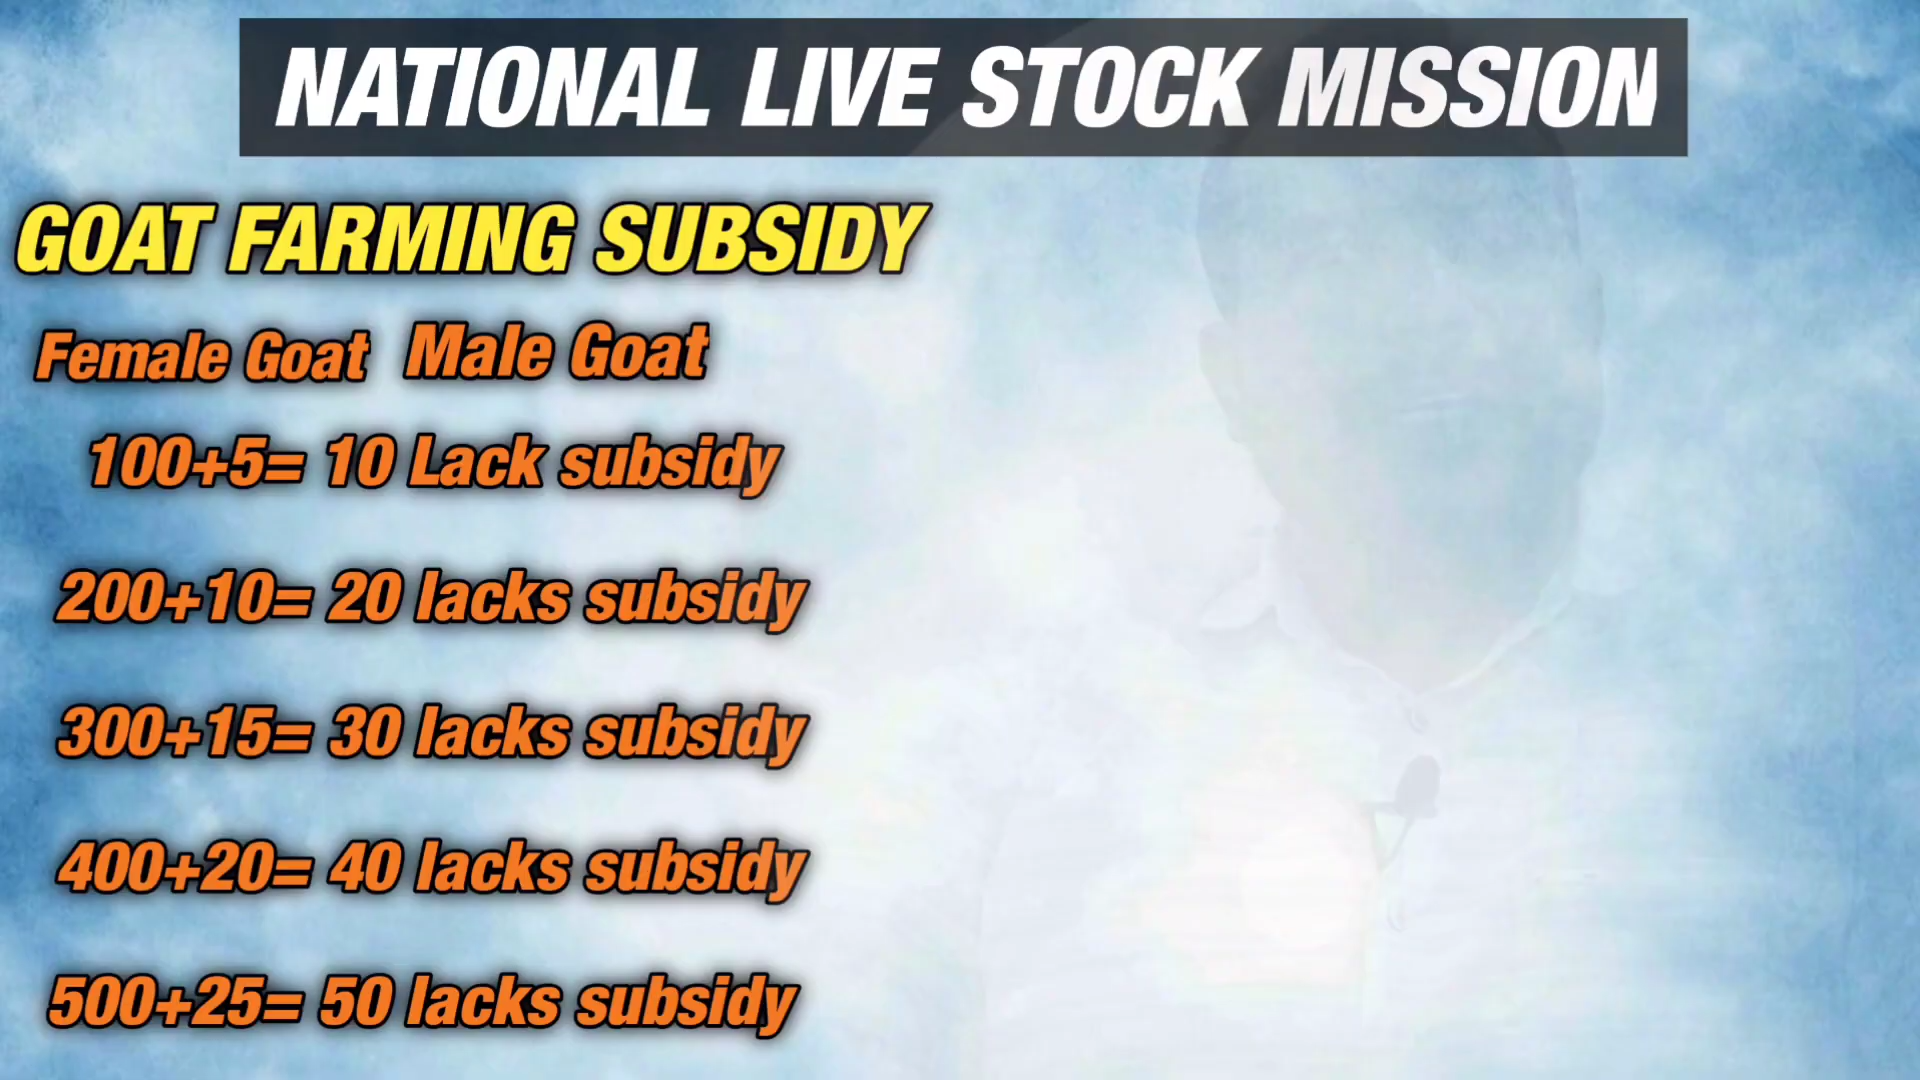 NATIONAL LIVE STOCK MISSION
GOAT FARMING SUBSIDY
Female Goat Male Goat
100+5= 10 Lack subsidy
200+10= 20 lacks subsidy
300+15= 30 lacks subsidy
400+20= 40 lacks subsidy
500+25= 50 lacks subsidy